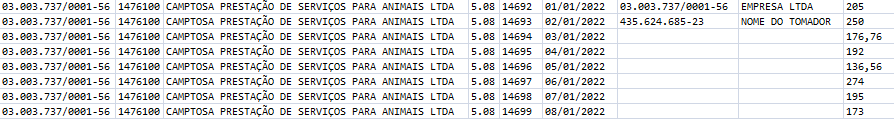 03.003.737/0001-56 1476100 CAMPTOSA PRESTAÇÃO DE SERVIÇOS PARA ANIMAIS LTDA 5.08 14692 01/01/2022 03.003.737/0001-56 EMPRESA LTDA 205
03.003.737/0001-56 1476100 CAMPTOSA PRESTAÇÃO DE SERVIÇOS PARA ANIMAIS LTDA 5.08 14693 02/01/2022 435.624.685-23 NOME DO TOMADOR 250
03.003.737/0001-56 1476100 CAMPTOSA PRESTAÇÃO DE SERVIÇOS PARA ANIMAIS LTDA 5.08 14694 03/01/2022 176,76
03.003.737/0001-56 1476100 CAMPTOSA PRESTAÇÃO DE SERVIÇOS PARA ANIMAIS LTDA 5.08 14695 04/01/2022 192
03.003.737/0001-56 1476100 CAMPTOSA PRESTAÇÃO DE SERVIÇOS PARA ANIMAIS LTDA 5.08 14696 05/01/2022 136,56
03.003.737/0001-56 1476100 CAMPTOSA PRESTAÇÃO DE SERVIÇOS PARA ANIMAIS LTDA 5.08 14697 06/01/2022 274
03.003.737/0001-56 1476100 CAMPTOSA PRESTAÇÃO DE SERVIÇOS PARA ANIMAIS LTDA 5.08 14698 07/01/2022 195
03.003.737/0001-56 1476100 CAMPTOSA PRESTAÇÃO DE SERVIÇOS PARA ANIMAIS LTDA 5.08 14699 08/01/2022 173